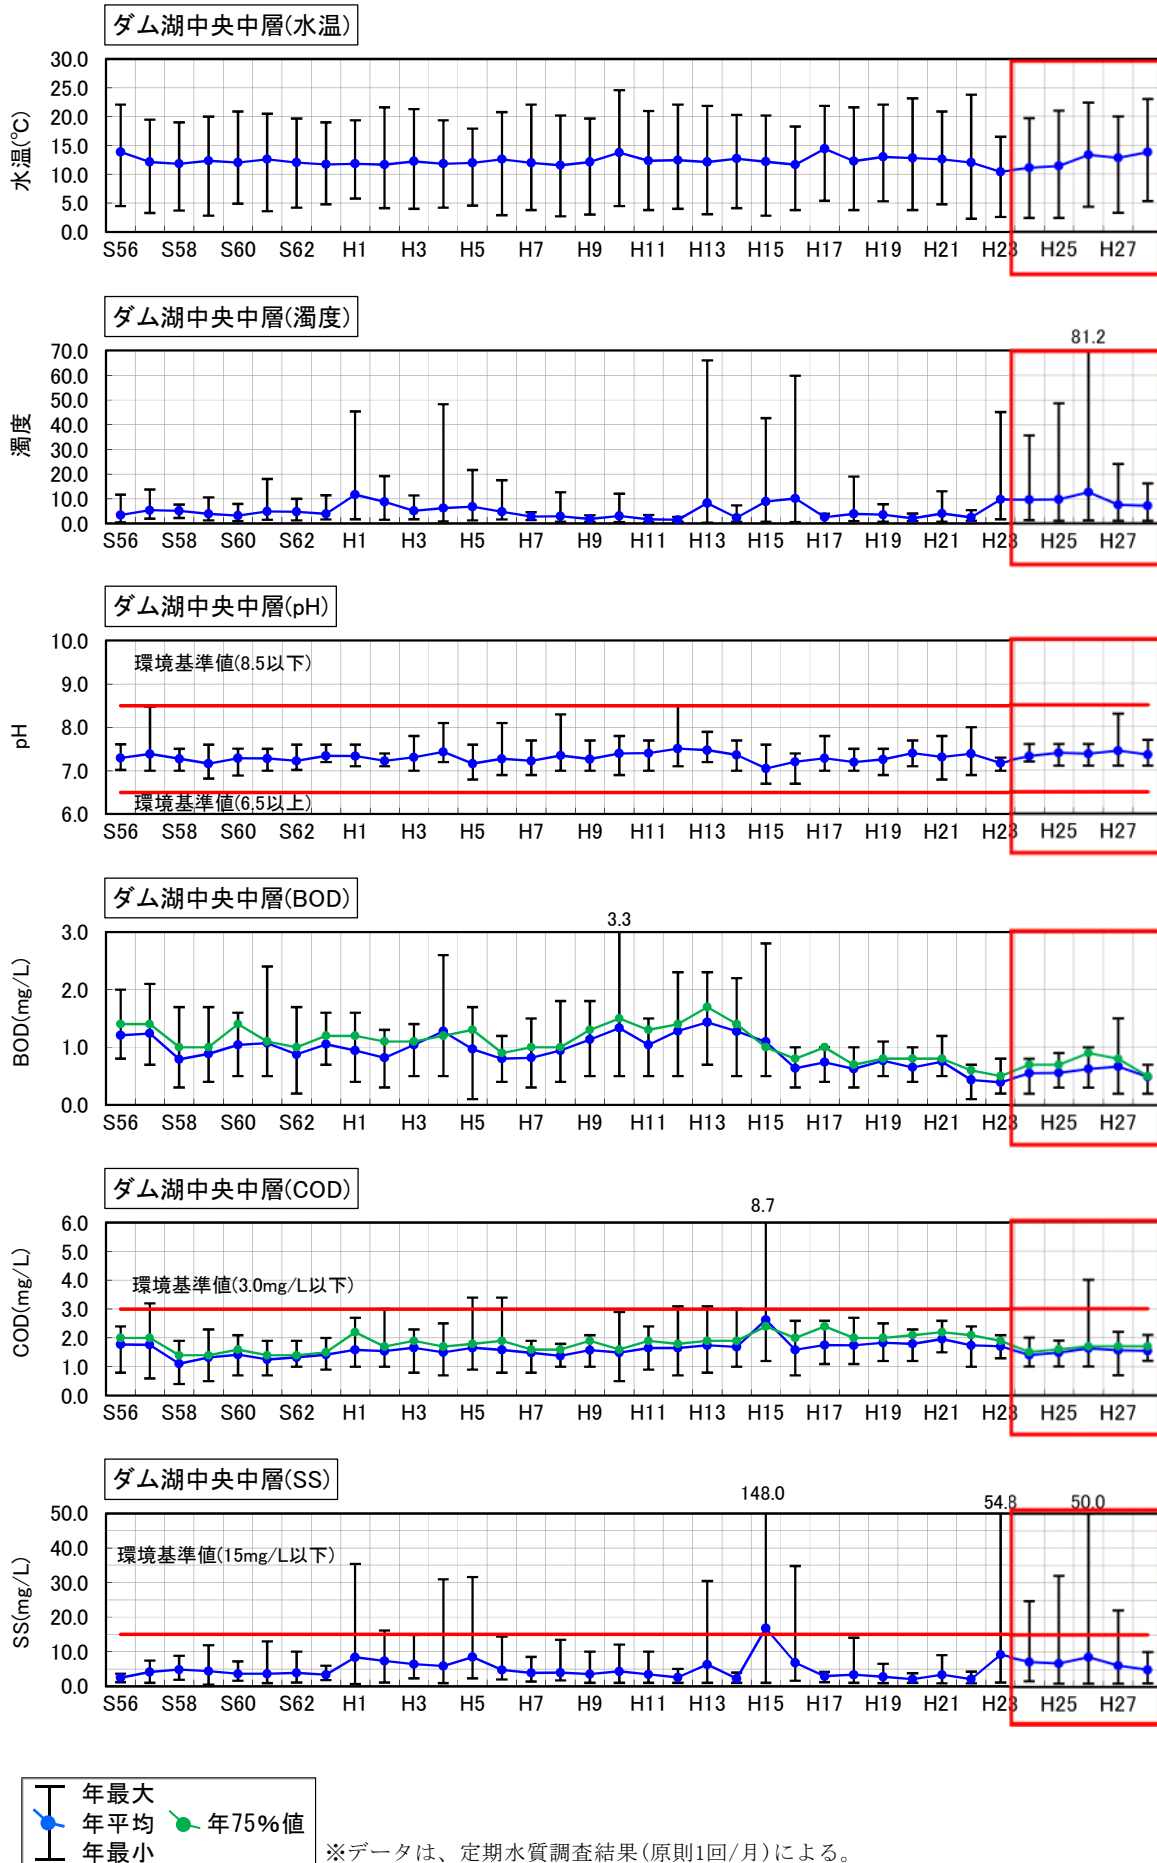 ダム湖中央中層(水温)
30.0
25.0
20.0
15.0
10.0
5.0
0.0
水温(℃)
S56 S58 S60 S62 H1 H3 H5 H7 H9 H11 H13 H15 H17 H19 H21 H23 H25 H27
ダム湖中央中層(濁度)
81.2
70.0
60.0
50.0
40.0
30.0
20.0
10.0
0.0
濁度
S56 S58 S60 S62 H1 H3 H5 H7 H9 H11 H13 H15 H17 H19 H21 H23 H25 H27
ダム湖中央中層(pH)
10.0
9.0
8.0
7.0
6.0
pH
環境基準値(8.5以下)
環境基準値(6.5以上)
S56 S58 S60 S62 H1 H3 H5 H7 H9 H11 H13 H15 H17 H19 H21 H23 H25 H27
ダム湖中央中層(BOD)
3.3
3.0
2.0
1.0
0.0
BOD(mg/L)
S56 S58 S60 S62 H1 H3 H5 H7 H9 H11 H13 H15 H17 H19 H21 H23 H25 H27
ダム湖中央中層(COD)
8.7
6.0
5.0
4.0
3.0
2.0
1.0
0.0
COD(mg/L)
環境基準値(3.0mg/L以下)
S56 S58 S60 S62 H1 H3 H5 H7 H9 H11 H13 H15 H17 H19 H21 H23 H25 H27
ダム湖中央中層(SS)
148.0 54.8 50.0
50.0
40.0
30.0
20.0
10.0
0.0
SS(mg/L)
環境基準値(15mg/L以下)
S56 S58 S60 S62 H1 H3 H5 H7 H9 H11 H13 H15 H17 H19 H21 H23 H25 H27
年最大
年平均 年75%値
年最小
※データは、定期水質調査結果(原則1回/月)による。